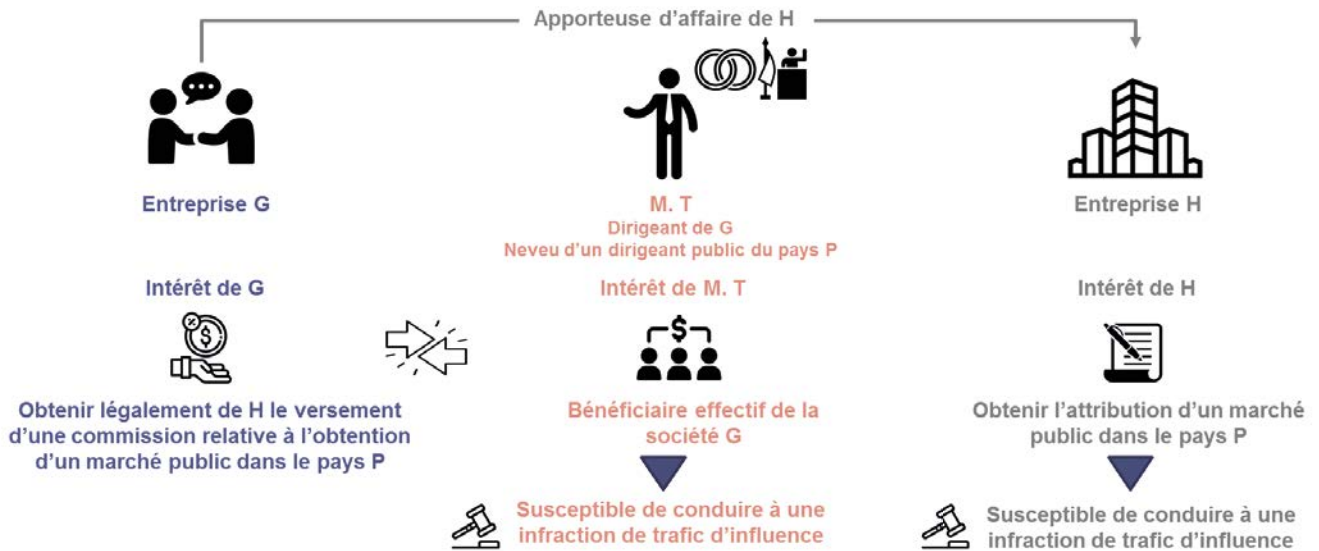 Apporteuse d'affaire de H
Entreprise G
M. T
Dirigeant de G
Neveu d'un dirigeant public du pays P
Entreprise H
Intérêt de G
Intérêt de M. T
Intérêt de H
Obtenir légalement de H le versement
d'une commission relative à l'obtention
d'un marché public dans le pays P
Bénéficiaire effectif de la
société G
Obtenir l'attribution d'un marché
public dans le pays P
Susceptible de conduire à une
infraction de trafic d'influence
Susceptible de conduire à une
infraction de trafic d'influence